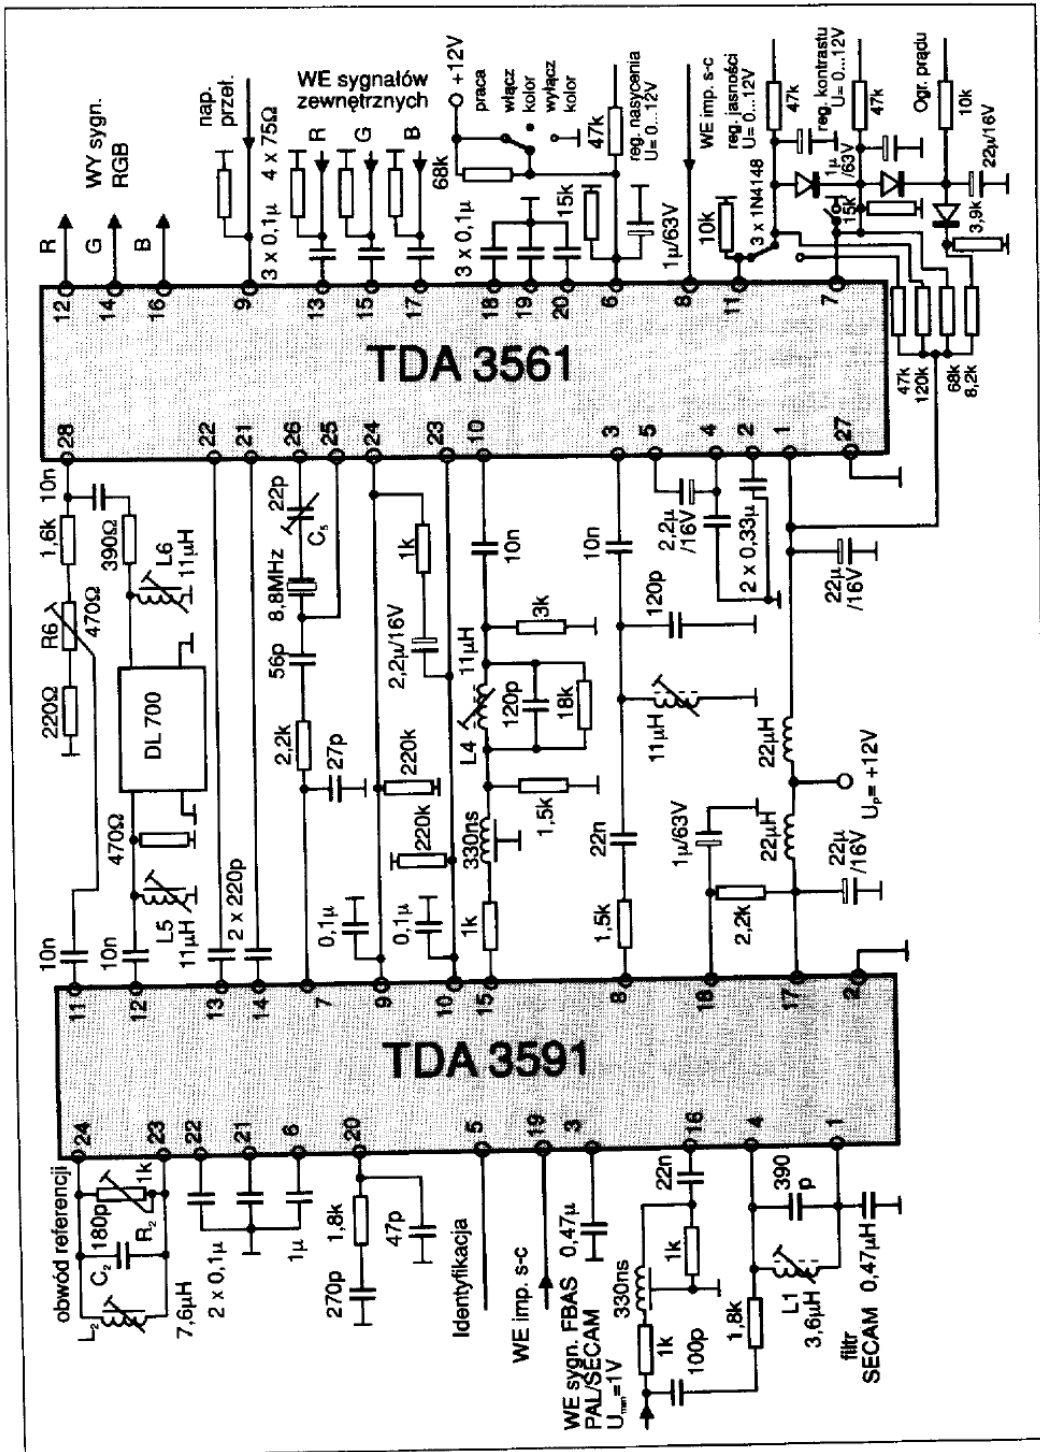 R
G
B
WY sygn.
RGB
nap.
przeł.
4 x 75Ω
3 x 0,1μ
WE sygnałów
zewnętrznych
R
G
B
+12V
68k
praca
włącz
kolor
wyłącz
kolor
3 x 0,1μ
15k
47k
reg. nasycenia
U= 0...12V
1μ/63V
WE imp. s-c
10k
reg. jasności
U= 0...12V
3 x 1N4148
47k
reg. kontrastu
U= 0...12V
1μ
/63V
47k
15k
Ogr. prądu
10k
22μ/16V
3,9k
12
14
16
9
13
15
17
18
19
20
6
8
11
7
TDA 3561
47k
120k
68k
8,2k
28
22
21
26
25
24
23
10
3
5
4
2
1
27
10n
1,6k
390Ω
R6
470Ω
220Ω
L6
11μH
DL 700
470Ω
L5
11μH
10n
10n
2 x 220p
22p
C5
8,8MHz
56p
2,2k
27p
1k
2,2μ/16V
220k
220k
0,1μ
0,1μ
10n
3k
11μH
L4
120p
18k
1,5k
330ns
1k
10n
120p
11μH
22n
1,5k
2,2μ
/16V
2 x 0,33μ
22μ
/16V
22μH
Up= +12V
22μH
1μ/63V
2,2k
22μ
/16V
11
12
13
14
7
9
10
15
8
18
17
2
TDA 3591
24
23
22
21
6
20
5
19
3
16
4
1
obwód referencji
180p
1k
R2
C2
L2
7,6μH
2 x 0,1μ
1μ
1,8k
270p
47p
Identyfikacja
WE imp. s-c
0,47μ
WE sygn. FBAS
PAL/SECAM
22n
330ns
1k
1k
100p
1,8k
390
p
L1
3,6μH
filtr
SECAM
0,47μH